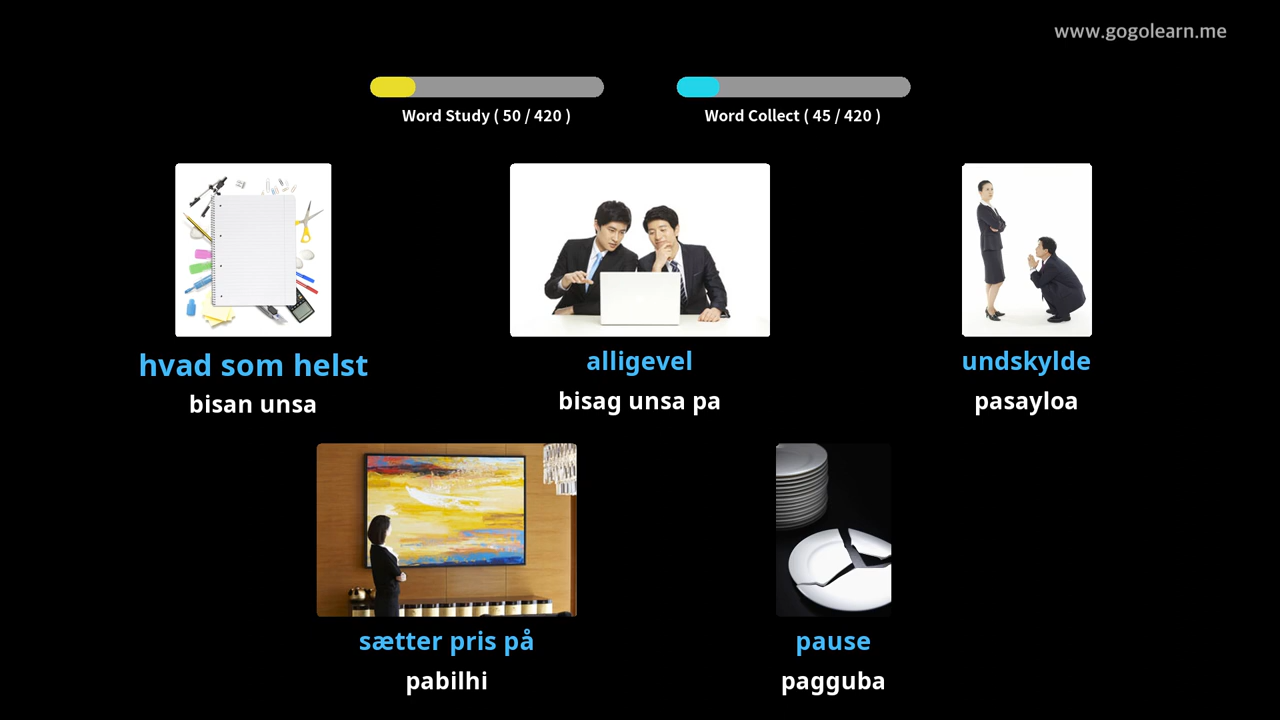 www.gogolearn.me
Word Study ( 50 / 420 )
Word Collect ( 45 / 420 )
hvad som helst
bisan unsa
alligevel
bisag unsa pa
undskylde
pasayloa
sætter pris på
pabilhi
pause
pagguba